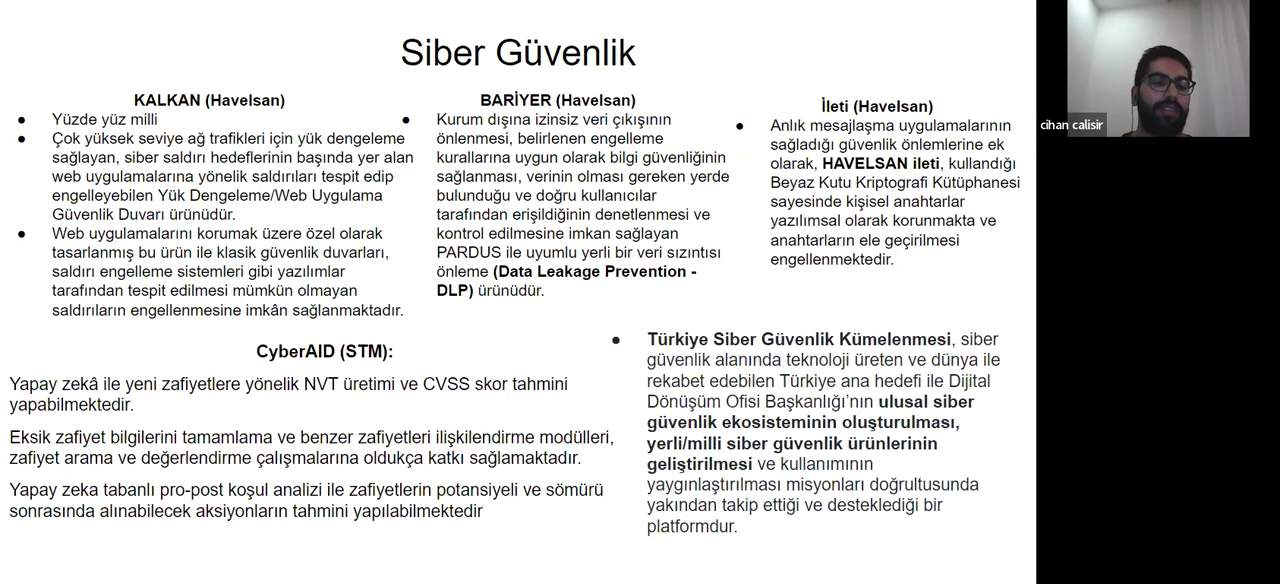 Siber Güvenlik
KALKAN (Havelsan)
● Yüzde yüz milli
● Çok yüksek seviye ağ trafikleri için yük dengeleme
sağlayan, siber saldırı hedeflerinin başında yer alan
web uygulamalarına yönelik saldırıları tespit edip
engelleyebilen Yük Dengeleme/Web Uygulama
Güvenlik Duvarı ürünüdür.
● Web uygulamalarını korumak üzere özel olarak
tasarlanmış bu ürün ile klasik güvenlik duvarları,
saldırı engelleme sistemleri gibi yazılımlar
tarafından tespit edilmesi mümkün olmayan
saldırıların engellenmesine imkân sağlanmaktadır.
BARİYER (Havelsan)
● Kurum dışına izinsiz veri çıkışının
önlenmesi, belirlenen engelleme
kurallarına uygun olarak bilgi güvenliğinin
sağlanması, verinin olması gereken yerde
bulunduğu ve doğru kullanıcılar
tarafından erişildiğinin denetlenmesi ve
kontrol edilmesine imkan sağlayan
PARDUS ile uyumlu yerli bir veri sızıntısı
önleme (Data Leakage Prevention -
DLP) ürünüdür.
İleti (Havelsan)
● Anlık mesajlaşma uygulamalarının
sağladığı güvenlik önlemlerine ek
olarak, HAVELSAN ileti, kullandığı
Beyaz Kutu Kriptografi Kütüphanesi
sayesinde kişisel anahtarlar
yazılımsal olarak korunmakta ve
anahtarların ele geçirilmesi
engellenmektedir.
CyberAID (STM):
Yapay zekâ ile yeni zafiyetlere yönelik NVT üretimi ve CVSS skor tahmini
yapabilmektedir.
Eksik zafiyet bilgilerini tamamlama ve benzer zafiyetleri ilişkilendirme modülleri,
zafiyet arama ve değerlendirme çalışmalarına oldukça katkı sağlamaktadır.
Yapay zeka tabanlı pro-post koşul analizi ile zafiyetlerin potansiyeli ve sömürü
sonrasında alınabilecek aksiyonların tahmini yapılabilmektedir
● Türkiye Siber Güvenlik Kümelenmesi, siber
güvenlik alanında teknoloji üreten ve dünya ile
rekabet edebilen Türkiye ana hedefi ile Dijital
Dönüşüm Ofisi Başkanlığı’nın ulusal siber
güvenlik ekosisteminin oluşturulması,
yerli/milli siber güvenlik ürünlerinin
geliştirilmesi ve kullanımının
yaygınlaştırılması misyonları doğrultusunda
yakından takip ettiği ve desteklediği bir
platformdur.
cihan calisir